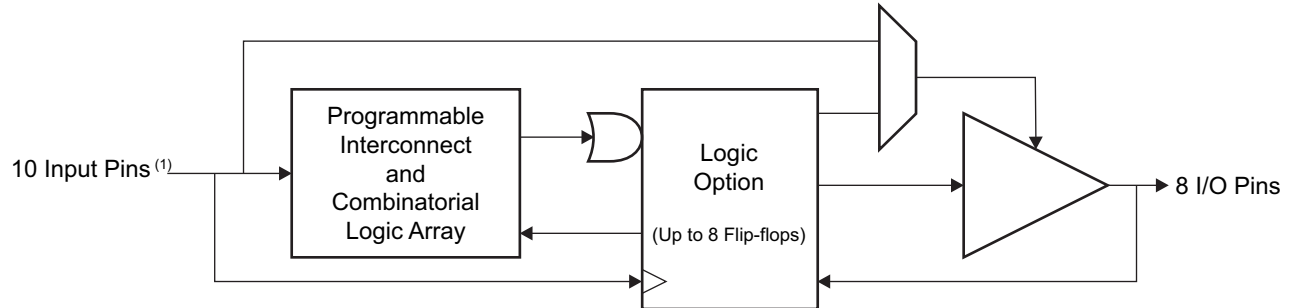 10 Input Pins (1)
Programmable
Interconnect
and
Combinatorial
Logic Array
Logic
Option
(Up to 8 Flip-flops)
8 I/O Pins